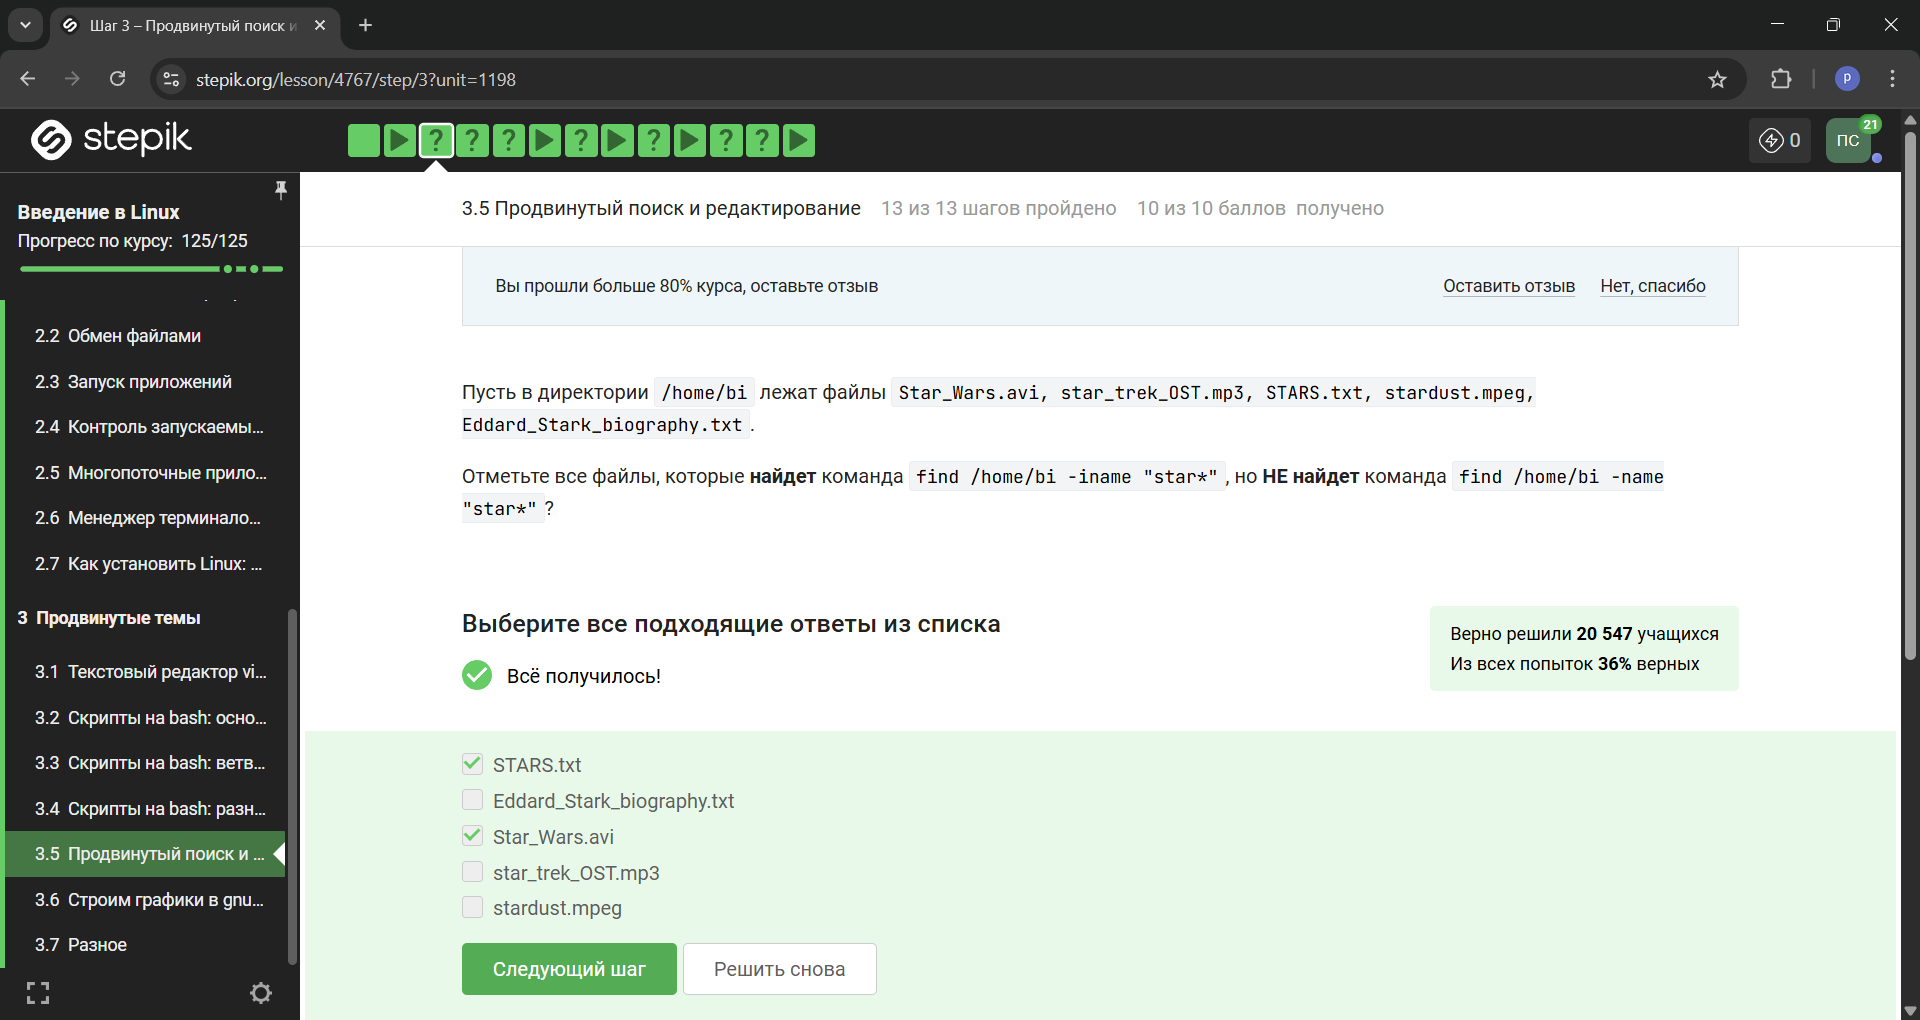 Шаг 3 – Продвинутый поиск и
stepik.org/lesson/4767/step/3?unit=1198
P
stepik
? ? ? ? ? ? ?
0
ПС
21
Введение в Linux
Прогресс по курсу: 125/125
2.2 Обмен файлами
2.3 Запуск приложений
2.4 Контроль запускаемы...
2.5 Многопоточные прило...
2.6 Менеджер терминало...
2.7 Как установить Linux: ...
3 Продвинутые темы
3.1 Текстовый редактор vi...
3.2 Скрипты на bash: осно...
3.3 Скрипты на bash: ветв...
3.4 Скрипты на bash: разн...
3.5 Продвинутый поиск и ...
3.6 Строим графики в gnu...
3.7 Разное
3.5 Продвинутый поиск и редактирование 13 из 13 шагов пройдено 10 из 10 баллов получено
Вы прошли больше 80% курса, оставьте отзыв
Оставить отзыв Нет, спасибо
Пусть в директории /home/bi лежат файлы Star_Wars.avi, star_trek_OST.mp3, STARS.txt, stardust.mpeg,
Eddard_Stark_biography.txt.
Отметьте все файлы, которые найдет команда find /home/bi -iname "star*", но НЕ найдет команда find /home/bi -name
"star*"?
Выберите все подходящие ответы из списка
Всё получилось!
Верно решили 20 547 учащихся
Из всех попыток 36% верных
STARS.txt
Eddard_Stark_biography.txt
Star_Wars.avi
star_trek_OST.mp3
stardust.mpeg
Следующий шаг
Решить снова